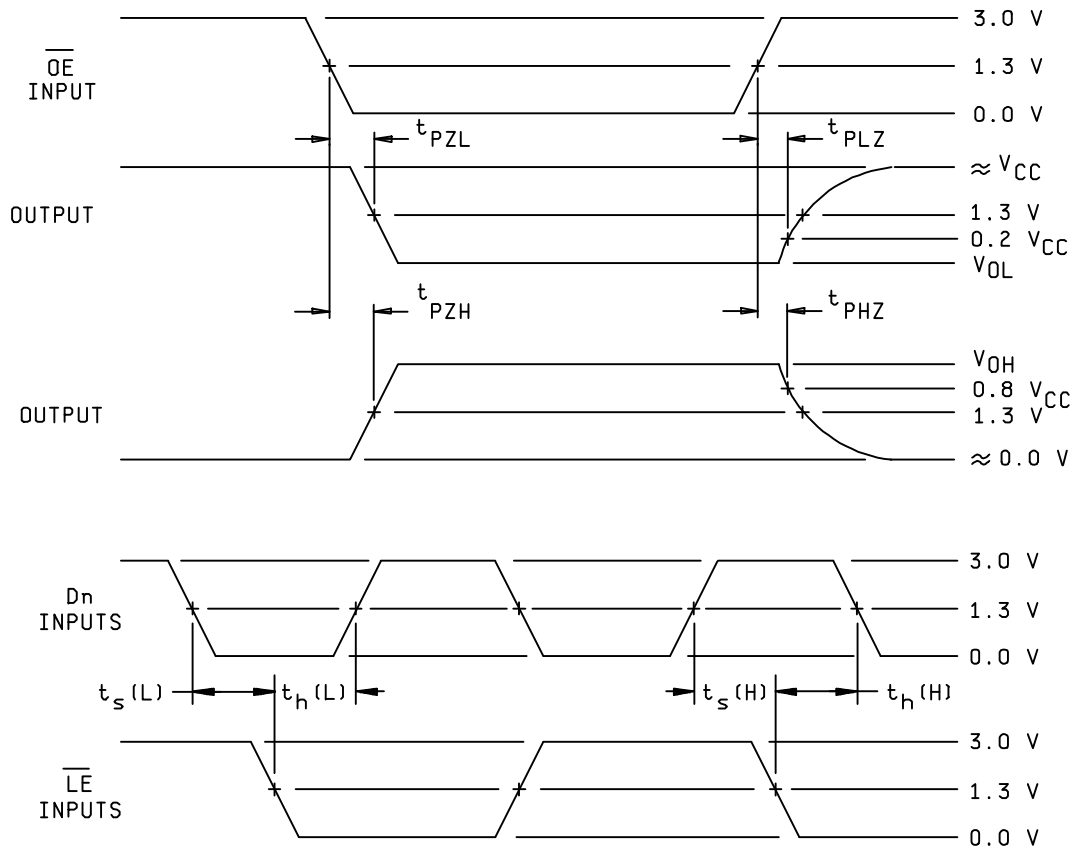 3.0 V
OE
INPUT
1.3 V
0.0 V
tPZL
tPLZ
≈ VCC
OUTPUT
1.3 V
0.2 VCC
VOL
tPZH
tPHZ
VOH
0.8 VCC
OUTPUT
1.3 V
≈ 0.0 V
3.0 V
Dn
INPUTS
1.3 V
0.0 V
ts(L)
th(L)
ts(H)
th(H)
3.0 V
LE
INPUTS
1.3 V
0.0 V